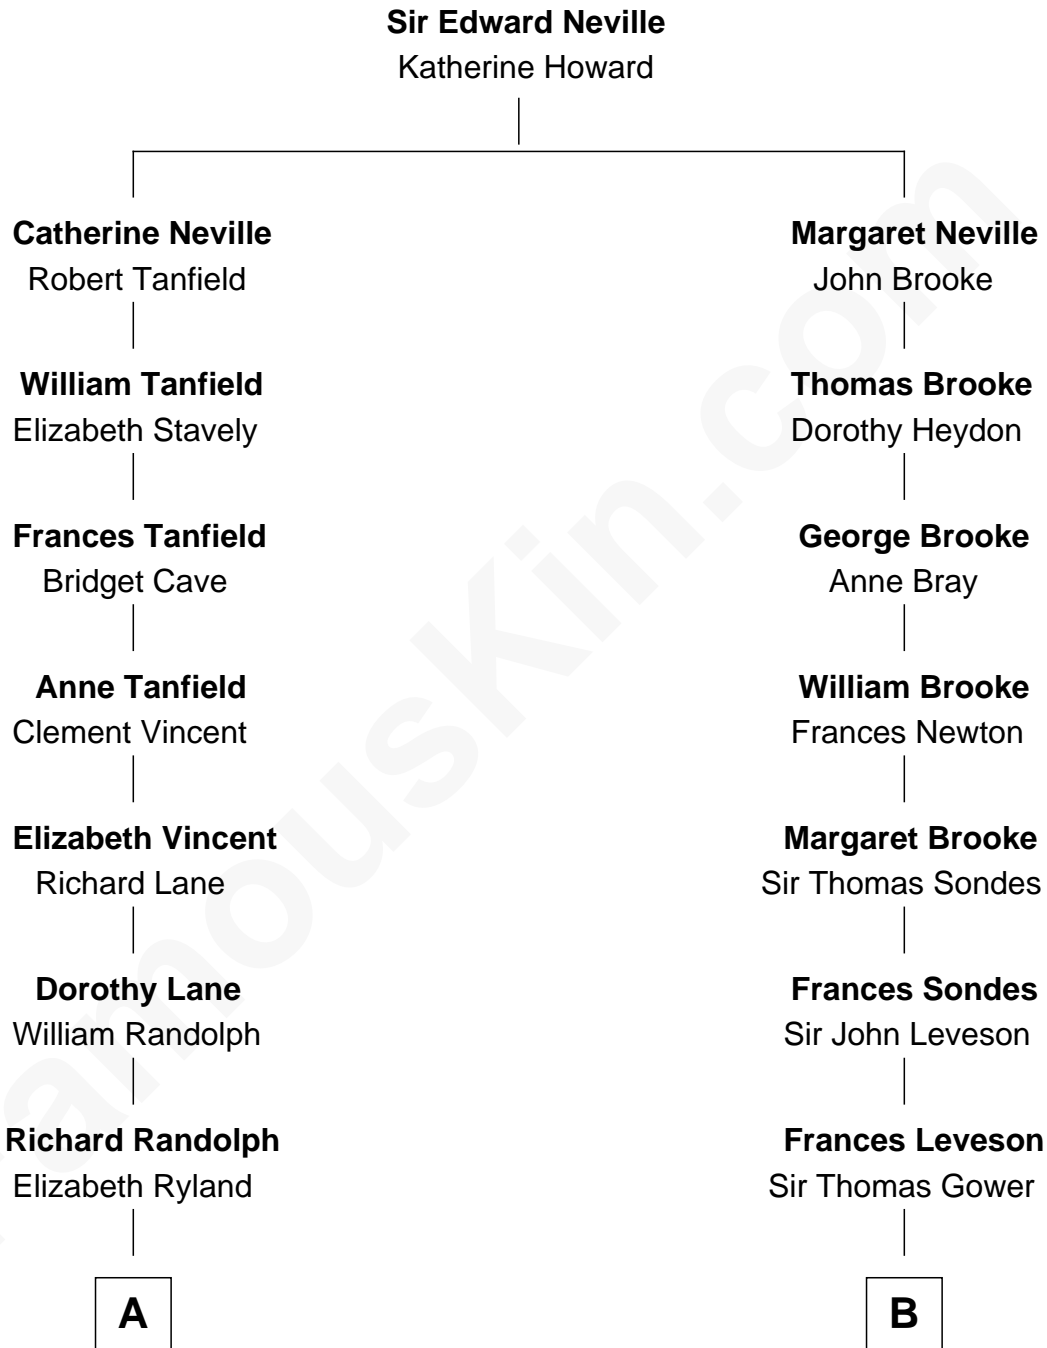 Sir Edward Neville
Katherine Howard
Catherine Neville
Robert Tanfield
Margaret Neville
John Brooke
William Tanfield
Elizabeth Stavely
Thomas Brooke
Dorothy Heydon
Frances Tanfield
Bridget Cave
George Brooke
Anne Bray
Anne Tanfield
Clement Vincent
William Brooke
Frances Newton
Elizabeth Vincent
Richard Lane
Margaret Brooke
Sir Thomas Sondes
Dorothy Lane
William Randolph
Frances Sondes
Sir John Leveson
Richard Randolph
Elizabeth Ryland
Frances Leveson
Sir Thomas Gower
A
B
FamousKin.com